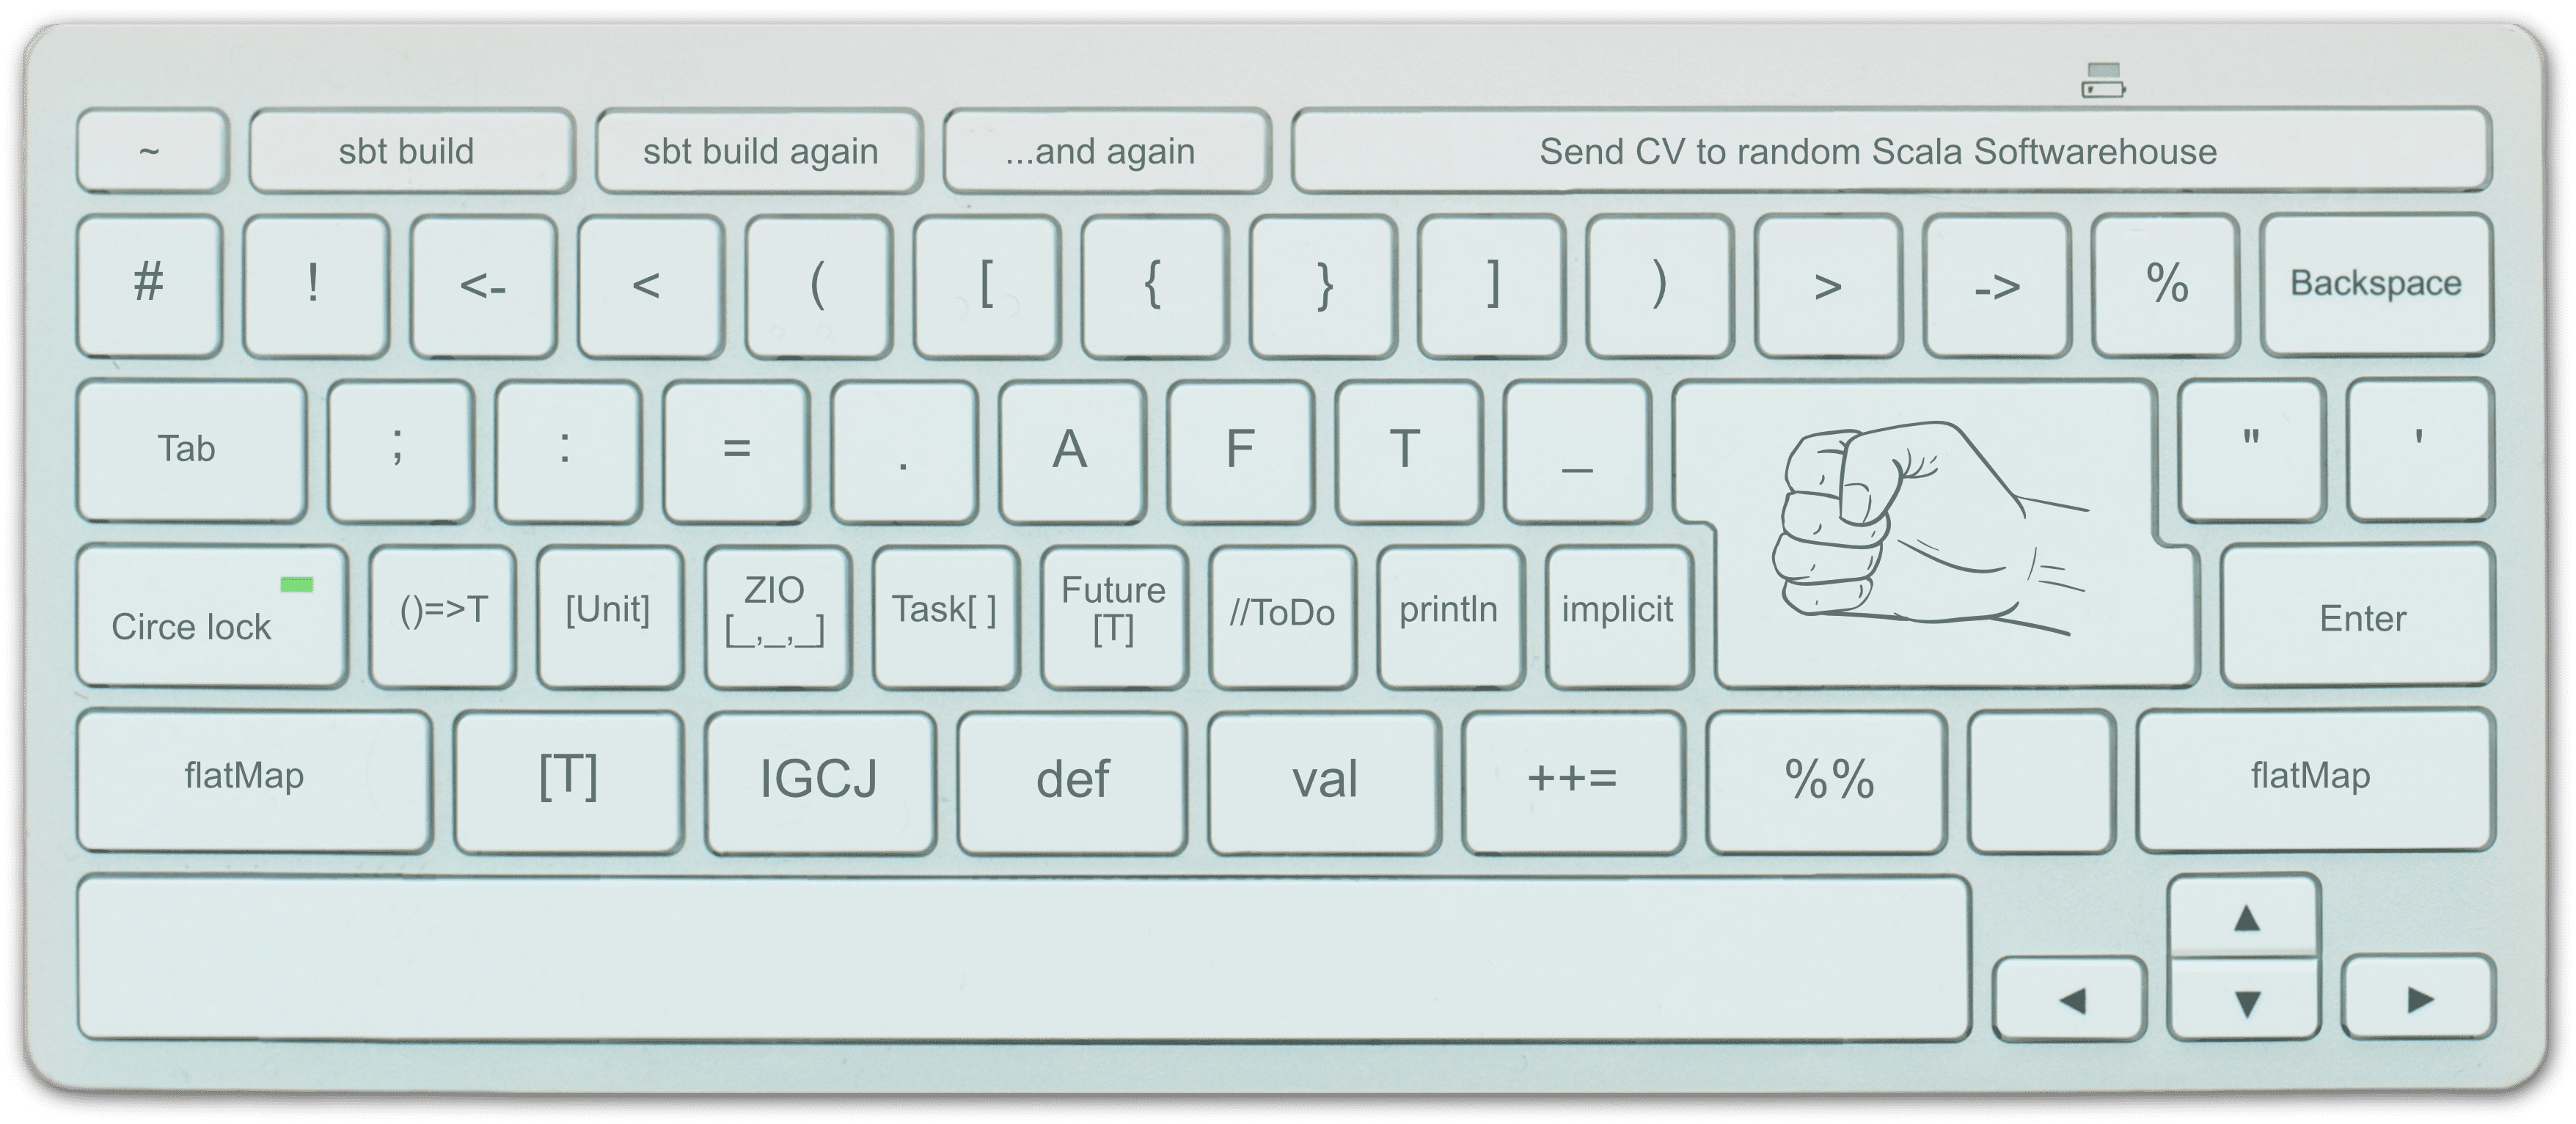 ~
sbt build
sbt build again
...and again
Send CV to random Scala Softwarehouse
#
!
<-
<
(
[
{
}
]
)
>
->
%
Backspace
Tab
;
:
=
.
A
F
T
_
"
'
Circe lock
()=>T
[Unit]
ZIO
[_,_,_]
Task[ ]
Future
[T]
//ToDo
println
implicit
Enter
flatMap
[T]
IGCJ
def
val
++=
%%
flatMap
▲
◀
▼
▶